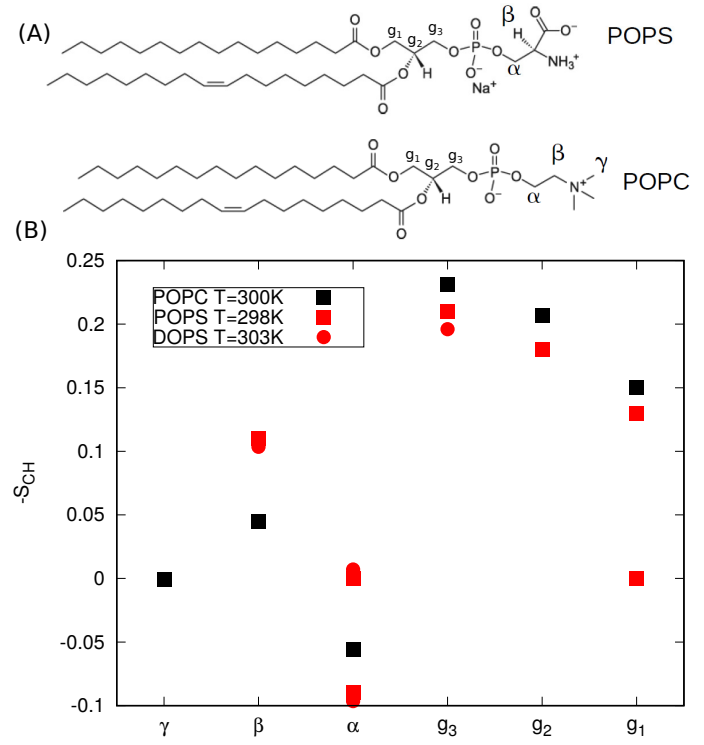 (A)
O
g₁
g₂
g₃
O
O
P
O⁻
O
O
H
Na⁺
O
β
H
α
O
O⁻
NH₃⁺
POPS
O
O
g₁
g₂
g₃
O
O
O
H
O
O
P
O⁻
O
α
β
N⁺
γ
POPC
(B)
-S_CH
0.25
0.2
0.15
0.1
0.05
0
-0.05
-0.1
POPC T=300K
POPS T=298K
DOPS T=303K
γ β α g₃ g₂ g₁